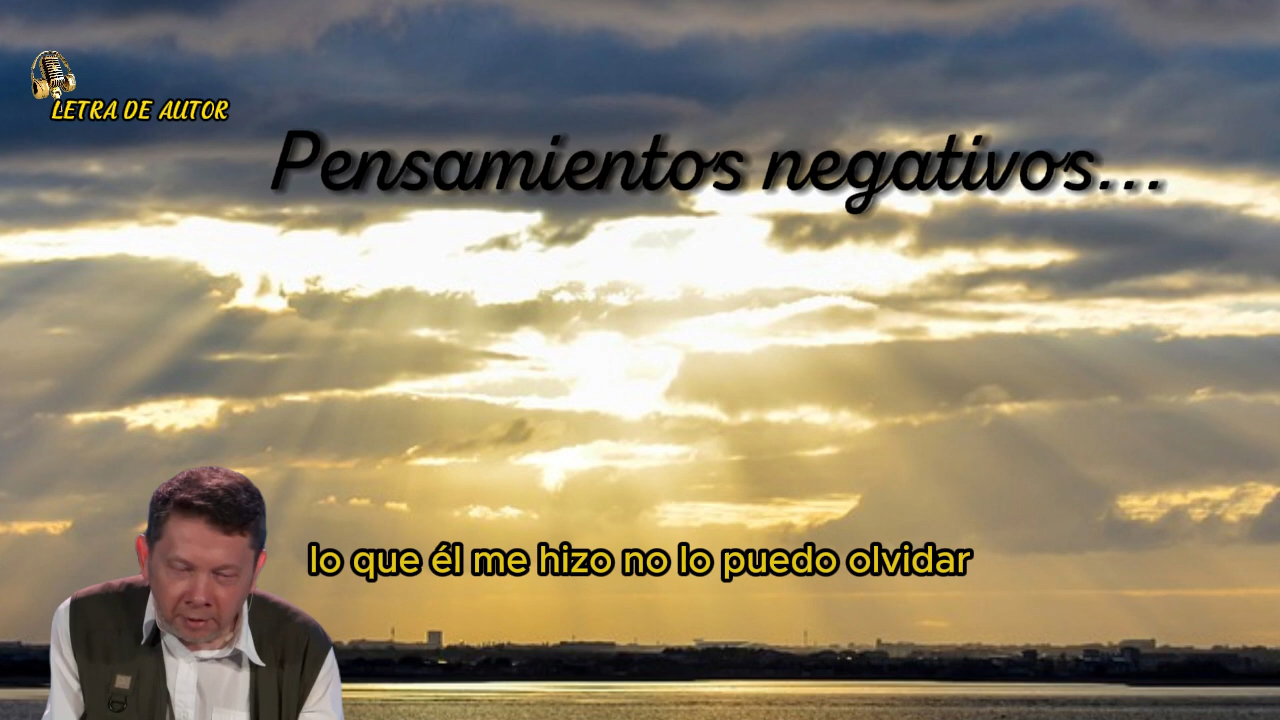 LETRA DE AUTOR
Pensamientos negativos...
lo que él me hizo no lo puedo olvidar